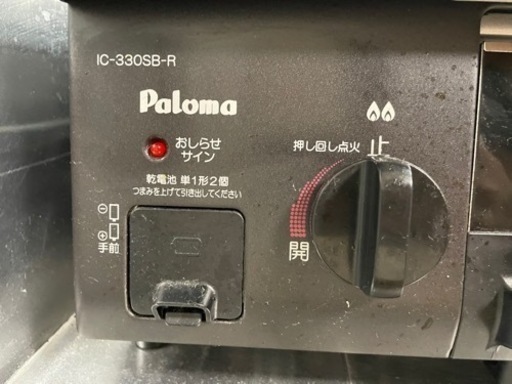 IC-330SB-R
Paloma
おしらせ
サイン
押し回し点火
止
乾電池 単1形2個
つまみを上げて引き出してください
⊖
⊕
手前
開